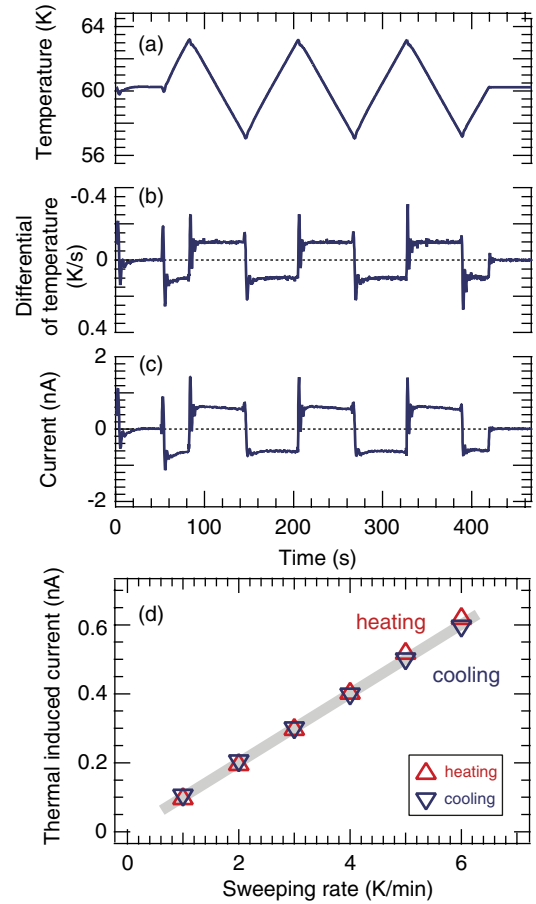 (a)
Temperature (K)
64
60
56
(b)
Differential
of temperature
(K/s)
-0.4
0
0.4
(c)
Current (nA)
2
0
-2
0 100 200 300 400
Time (s)
(d)
Thermal induced current (nA)
0.6
0.4
0.2
0
heating
cooling
heating
cooling
0 2 4 6
Sweeping rate (K/min)